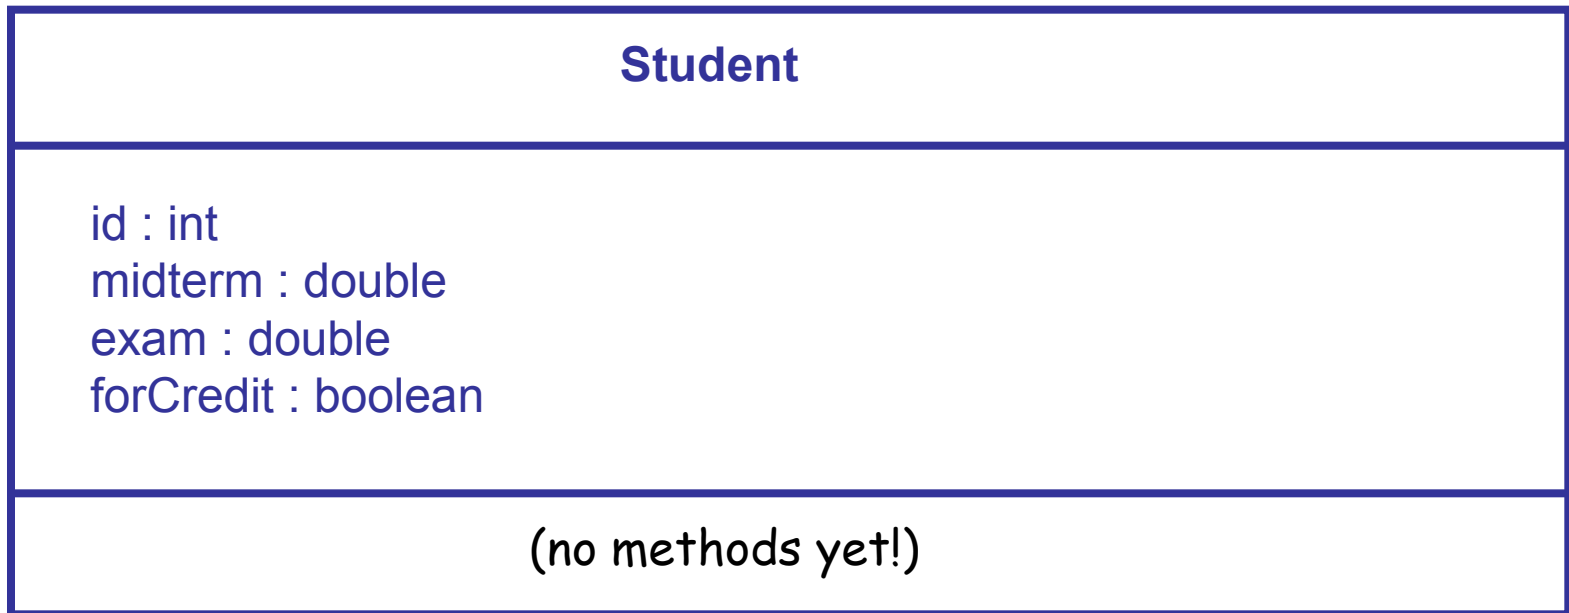 Student
id : int
midterm : double
exam : double
forCredit : boolean
(no methods yet!)